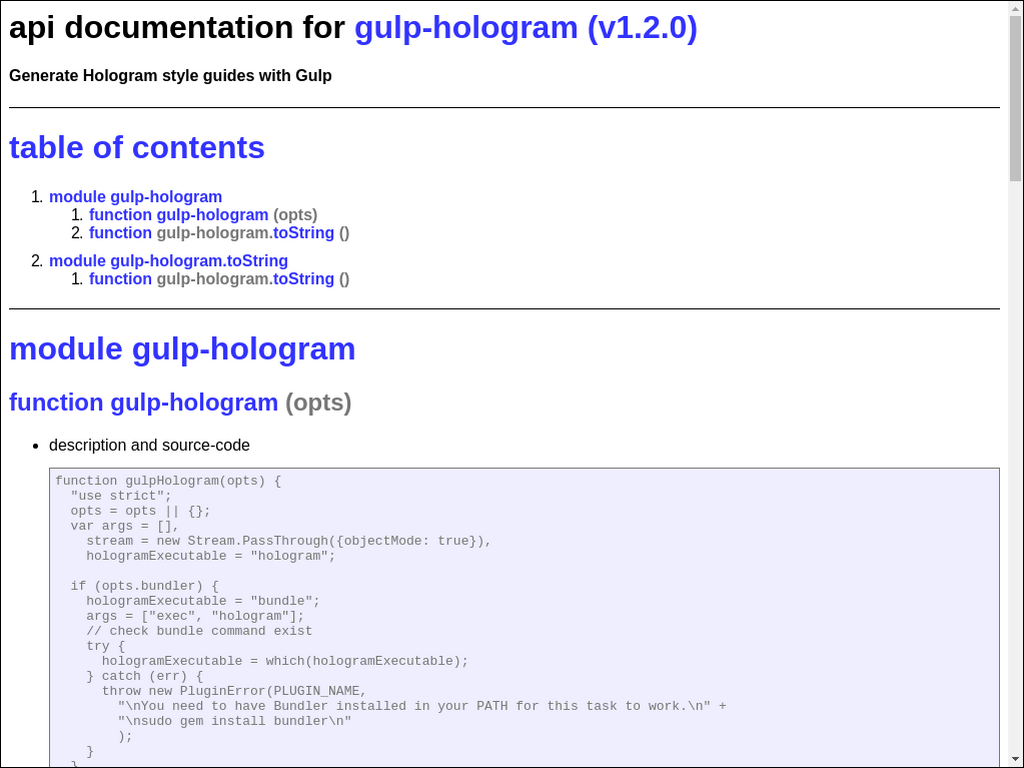 api documentation for gulp-hologram (v1.2.0)
Generate Hologram style guides with Gulp
table of contents
1. module gulp-hologram
1. function gulp-hologram (opts)
2. function gulp-hologram.toString ()
2. module gulp-hologram.toString
1. function gulp-hologram.toString ()
module gulp-hologram
function gulp-hologram (opts)
• description and source-code
function gulpHologram(opts) {
  "use strict";
  opts = opts || {};
  var args = [],
    stream = new Stream.PassThrough({objectMode: true}),
    hologramExecutable = "hologram";
  if (opts.bundler) {
    hologramExecutable = "bundle";
    args = ["exec", "hologram"];
    // check bundle command exist
    try {
      hologramExecutable = which(hologramExecutable);
    } catch (err) {
      throw new PluginError(PLUGIN_NAME,
        "\nYou need to have Bundler installed in your PATH for this task to work.\n" +
        "\nsudo gem install bundler\n"
        );
    }
  }